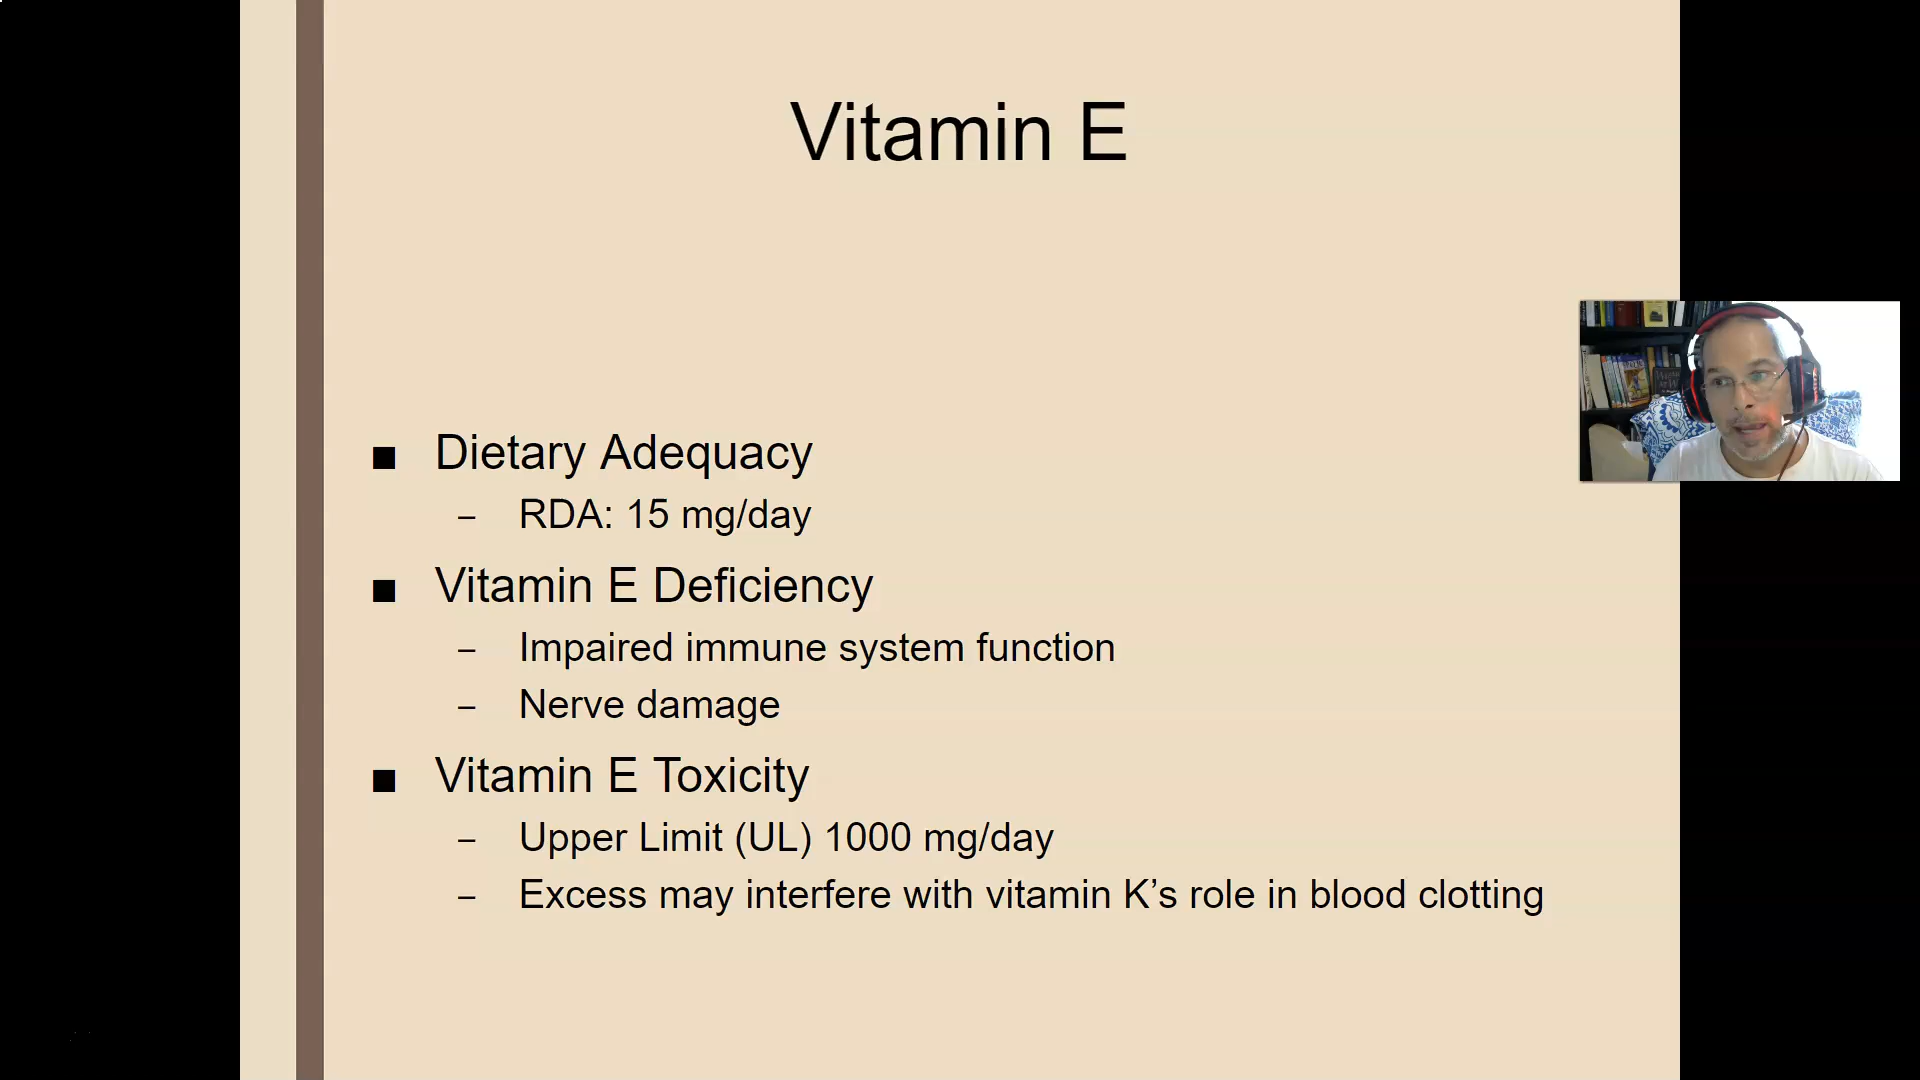 Vitamin E
■ Dietary Adequacy
– RDA: 15 mg/day
■ Vitamin E Deficiency
– Impaired immune system function
– Nerve damage
■ Vitamin E Toxicity
– Upper Limit (UL) 1000 mg/day
– Excess may interfere with vitamin K’s role in blood clotting